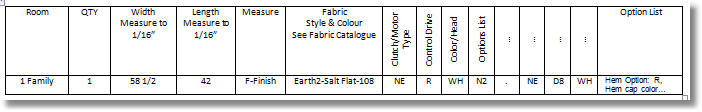 Room QTY Width Length Measure Fabric Option List
Measure to Measure to Style & Colour
1/16" 1/16" See Fabric Catalogue
Clutch/Motor Type
Control Drive
Color/Head
Options List
...
...
...
...
1 Family 1 58 1/2 42 F-Finish Earth2-Salt Flat-108 NE R WH N2 . NE D8 WH Hem Option: R,
Hem cap color...